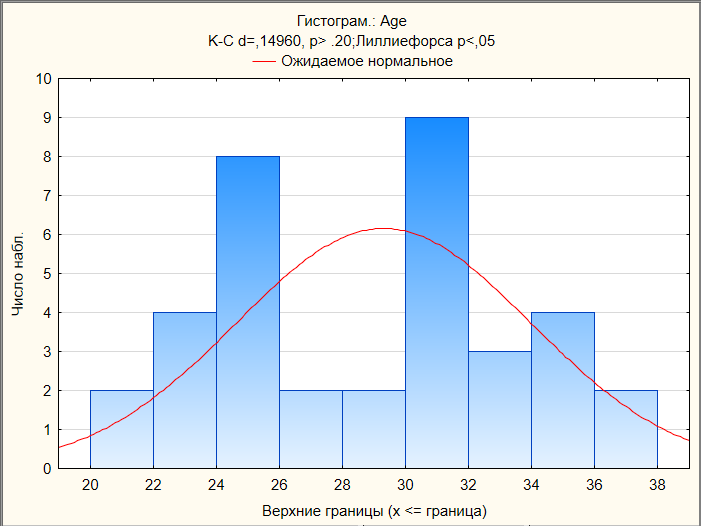 Гистограм.: Age
K-С d=,14960, p> .20;Лиллиефорса p<,05
Ожидаемое нормальное
10
9
8
7
6
5
4
3
2
1
0
Число набл.
20 22 24 26 28 30 32 34 36 38
Верхние границы (x <= граница)